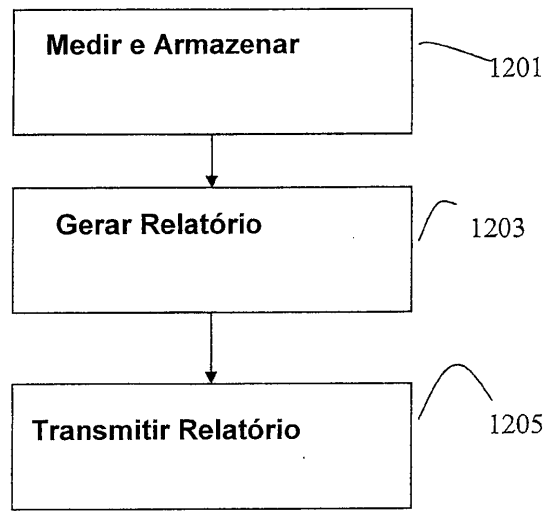 Medir e Armazenar
1201
Gerar Relatório
1203
Transmitir Relatório
1205